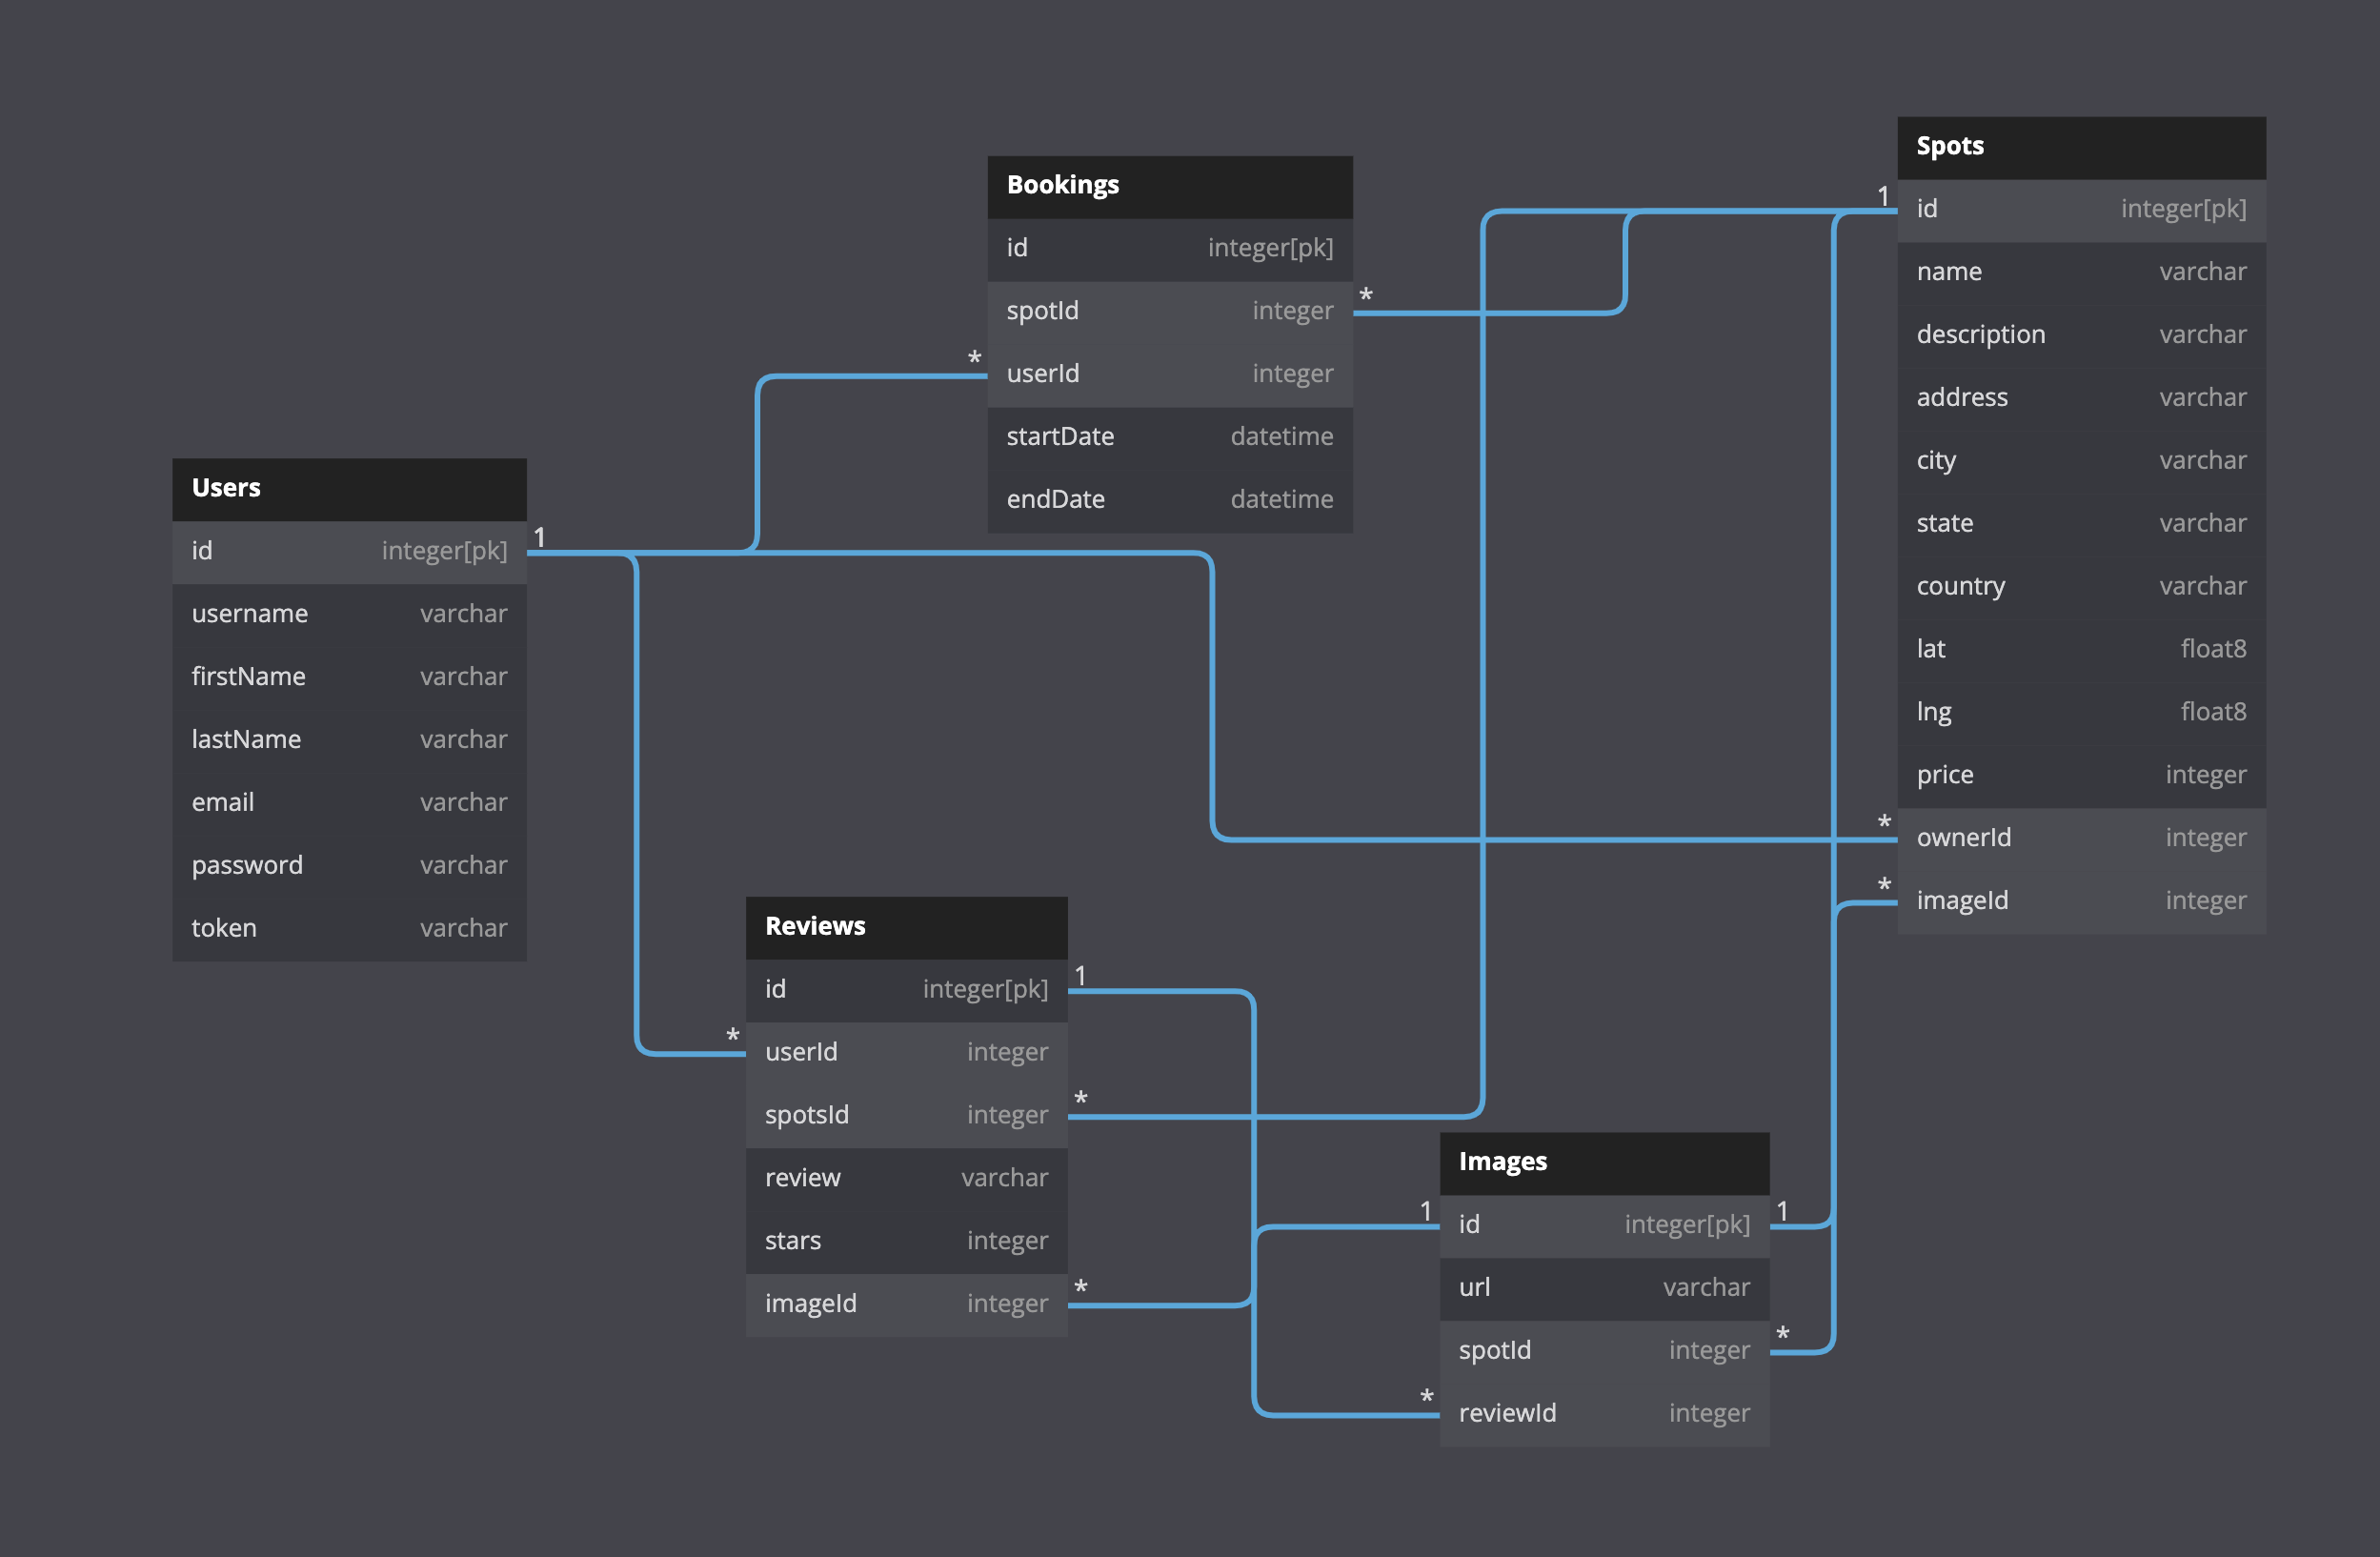 Spots
1
id integer[pk]
name varchar
description varchar
address varchar
city varchar
state varchar
country varchar
lat float8
lng float8
price integer
*
ownerId integer
*
imageId integer
Bookings
id integer[pk]
*
spotId integer
*
userId integer
startDate datetime
endDate datetime
Users
1
id integer[pk]
username varchar
firstName varchar
lastName varchar
email varchar
password varchar
token varchar
Reviews
1
id integer[pk]
*
userId integer
*
spotsId integer
review varchar
stars integer
*
imageId integer
Images
1 1
id integer[pk]
url varchar
*
spotId integer
*
reviewId integer